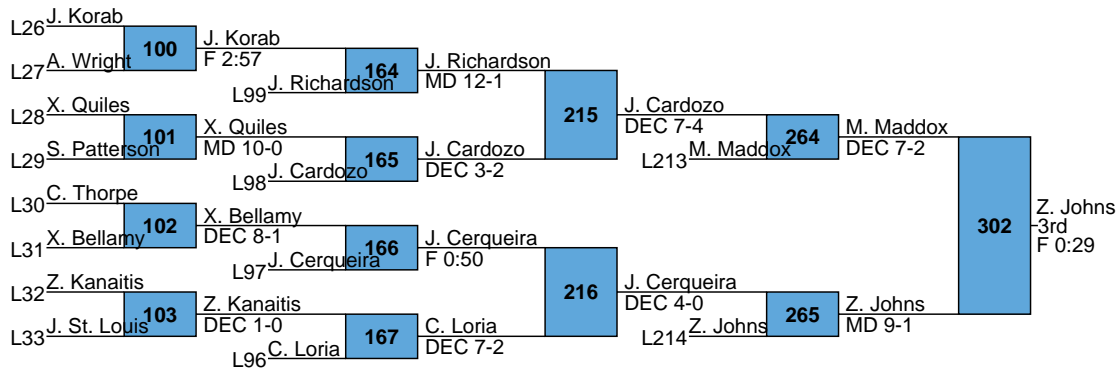 J. Korab
L26
100
J. Korab
F 2:57
A. Wright
L27
164
J. Richardson
MD 12-1
J. Richardson
L99
X. Quiles
L28
215
J. Cardozo
DEC 7-4
101
X. Quiles
MD 10-0
264
M. Maddox
DEC 7-2
S. Patterson
L29
165
J. Cardozo
DEC 3-2
M. Maddox
L213
J. Cardozo
L98
C. Thorpe
L30
102
X. Bellamy
DEC 8-1
302
Z. Johns
3rd
F 0:29
X. Bellamy
L31
166
J. Cerqueira
F 0:50
J. Cerqueira
L97
Z. Kanaitis
L32
216
J. Cerqueira
DEC 4-0
103
Z. Kanaitis
DEC 1-0
265
Z. Johns
MD 9-1
J. St. Louis
L33
167
C. Loria
DEC 7-2
Z. Johns
L214
C. Loria
L96